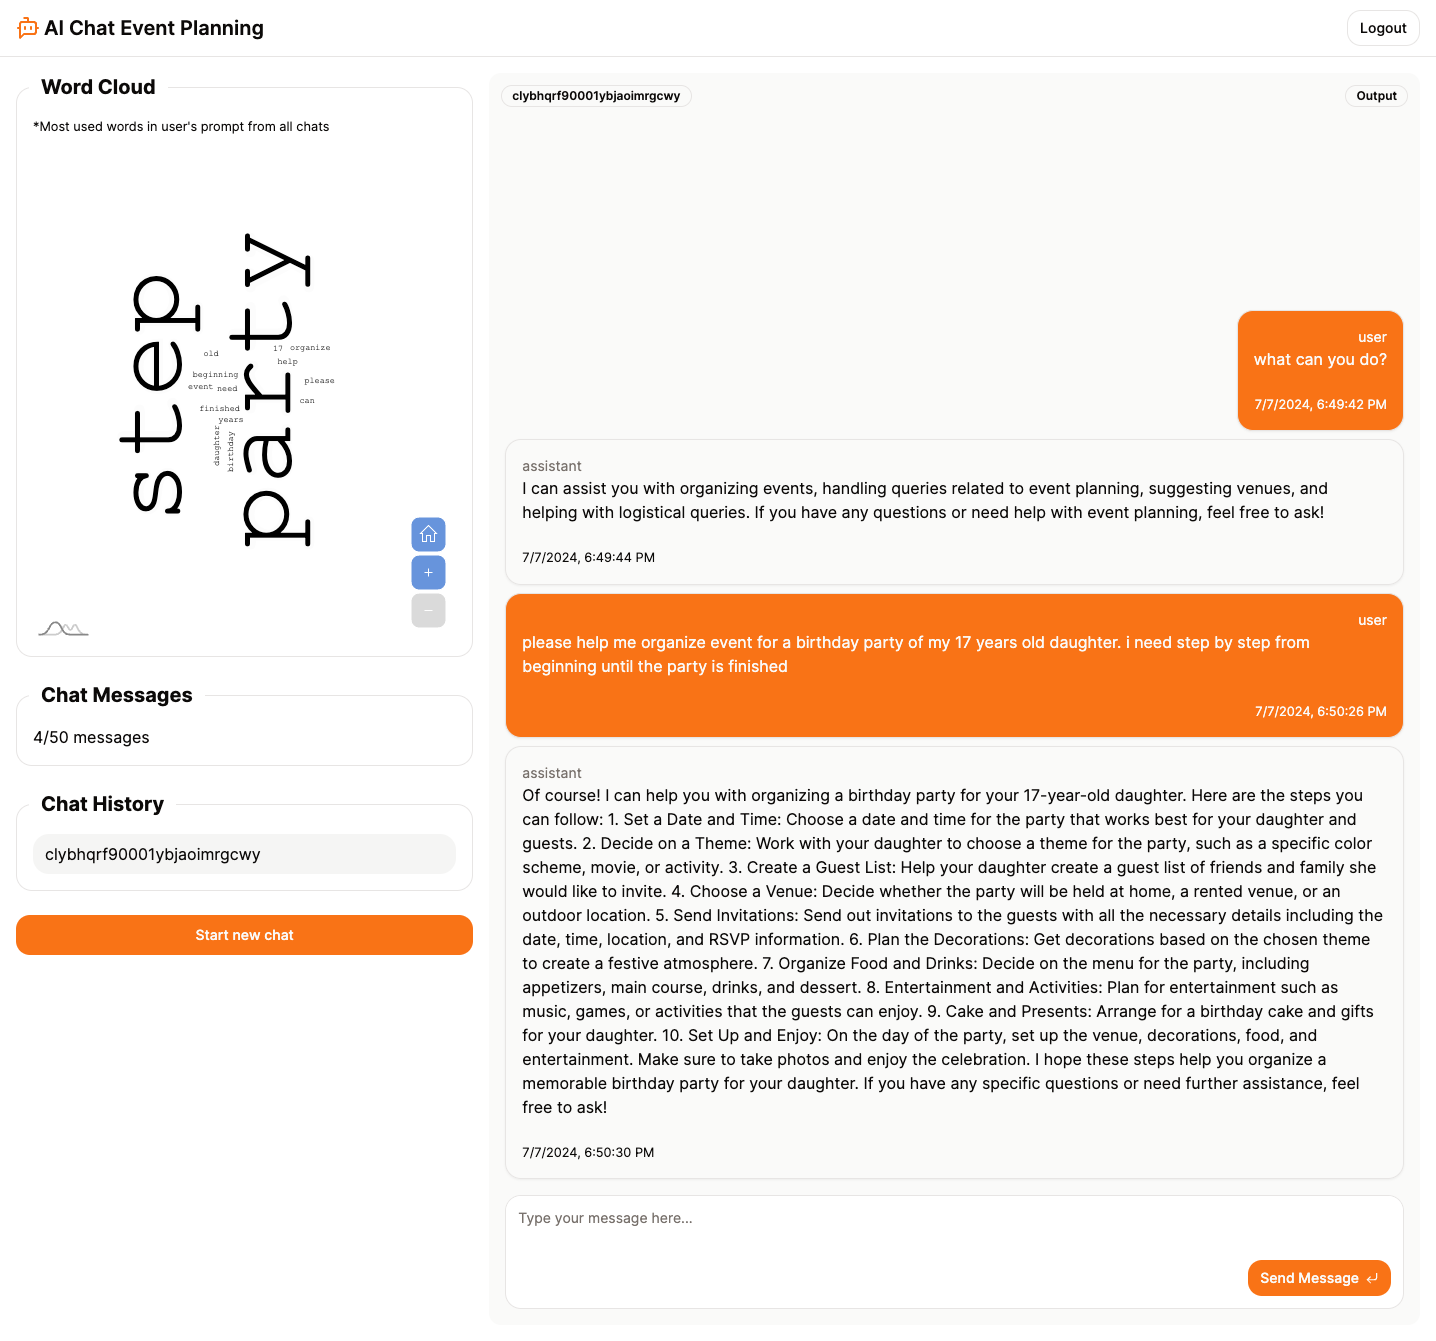 AI Chat Event Planning
Logout
Word Cloud
*Most used words in user's prompt from all chats
step
party
old
17
organize
help
beginning
please
event
need
can
finished
years
daughter
birthday
+
−
Chat Messages
4/50 messages
Chat History
clybhqrf90001ybjaoimrgcwy
Start new chat
clybhqrf90001ybjaoimrgcwy
Output
user
what can you do?
7/7/2024, 6:49:42 PM
assistant
I can assist you with organizing events, handling queries related to event planning, suggesting venues, and
helping with logistical queries. If you have any questions or need help with event planning, feel free to ask!
7/7/2024, 6:49:44 PM
user
please help me organize event for a birthday party of my 17 years old daughter. i need step by step from
beginning until the party is finished
7/7/2024, 6:50:26 PM
assistant
Of course! I can help you with organizing a birthday party for your 17-year-old daughter. Here are the steps you
can follow: 1. Set a Date and Time: Choose a date and time for the party that works best for your daughter and
guests. 2. Decide on a Theme: Work with your daughter to choose a theme for the party, such as a specific color
scheme, movie, or activity. 3. Create a Guest List: Help your daughter create a guest list of friends and family she
would like to invite. 4. Choose a Venue: Decide whether the party will be held at home, a rented venue, or an
outdoor location. 5. Send Invitations: Send out invitations to the guests with all the necessary details including the
date, time, location, and RSVP information. 6. Plan the Decorations: Get decorations based on the chosen theme
to create a festive atmosphere. 7. Organize Food and Drinks: Decide on the menu for the party, including
appetizers, main course, drinks, and dessert. 8. Entertainment and Activities: Plan for entertainment such as
music, games, or activities that the guests can enjoy. 9. Cake and Presents: Arrange for a birthday cake and gifts
for your daughter. 10. Set Up and Enjoy: On the day of the party, set up the venue, decorations, food, and
entertainment. Make sure to take photos and enjoy the celebration. I hope these steps help you organize a
memorable birthday party for your daughter. If you have any specific questions or need further assistance, feel
free to ask!
7/7/2024, 6:50:30 PM
Type your message here...
Send Message